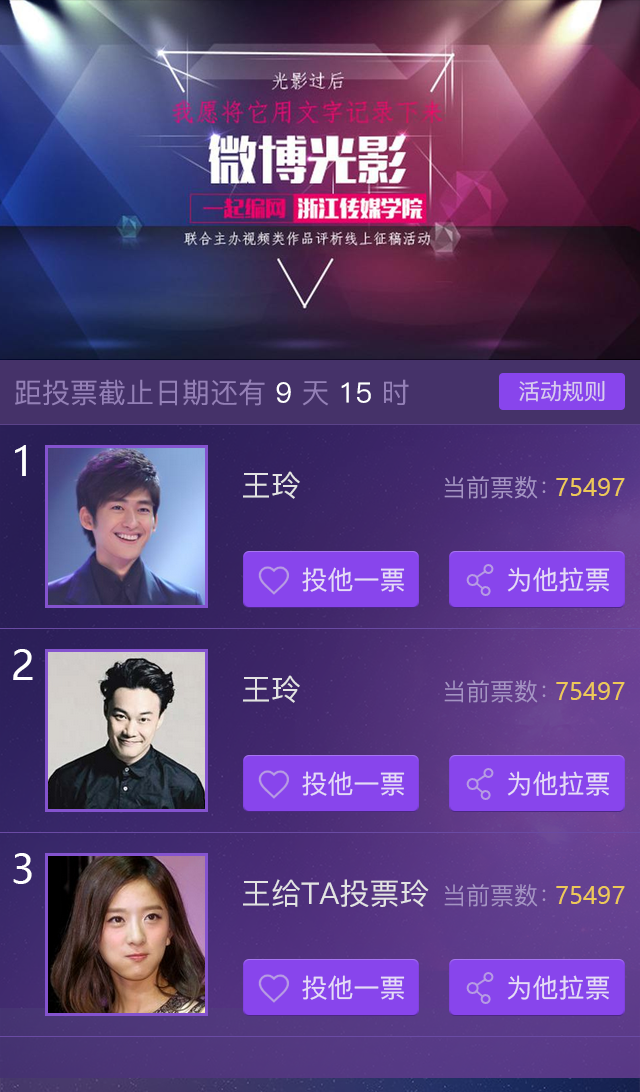 光影过后
我愿将它用文字记录下来
微博光影
一起编网 浙江传媒学院
联合主办视频类作品评析线上征稿活动
距投票截止日期还有 9 天 15 时 活动规则
1
王玲 当前票数: 75497
投他一票 为他拉票
2
王玲 当前票数: 75497
投他一票 为他拉票
3
王给TA投票玲 当前票数: 75497
投他一票 为他拉票